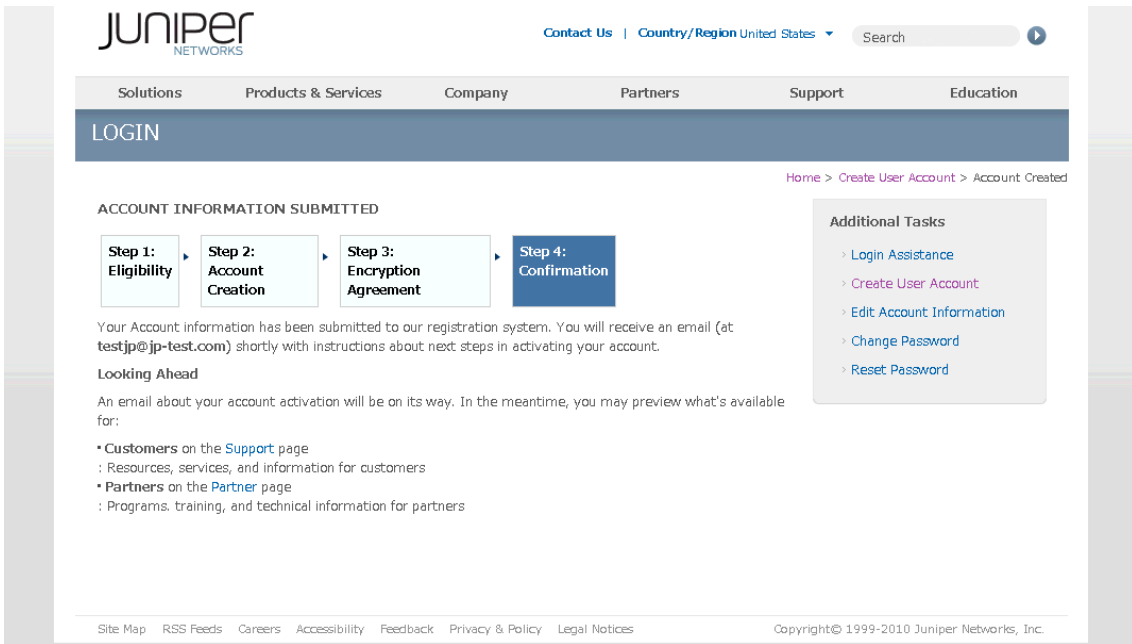 JUNIPER
NETWORKS
Contact Us | Country/Region United States
Search
Solutions Products & Services Company Partners Support Education
LOGIN
Home > Create User Account > Account Created
ACCOUNT INFORMATION SUBMITTED
Step 1:
Eligibility
Step 2:
Account
Creation
Step 3:
Encryption
Agreement
Step 4:
Confirmation
Your Account information has been submitted to our registration system. You will receive an email (at
testjp@jp-test.com) shortly with instructions about next steps in activating your account.
Looking Ahead
An email about your account activation will be on its way. In the meantime, you may preview what's available
for:
▪ Customers on the Support page
: Resources, services, and information for customers
▪ Partners on the Partner page
: Programs. training, and technical information for partners
Additional Tasks
› Login Assistance
› Create User Account
› Edit Account Information
› Change Password
› Reset Password
Site Map RSS Feeds Careers Accessibility Feedback Privacy & Policy Legal Notices
Copyright© 1999-2010 Juniper Networks, Inc.